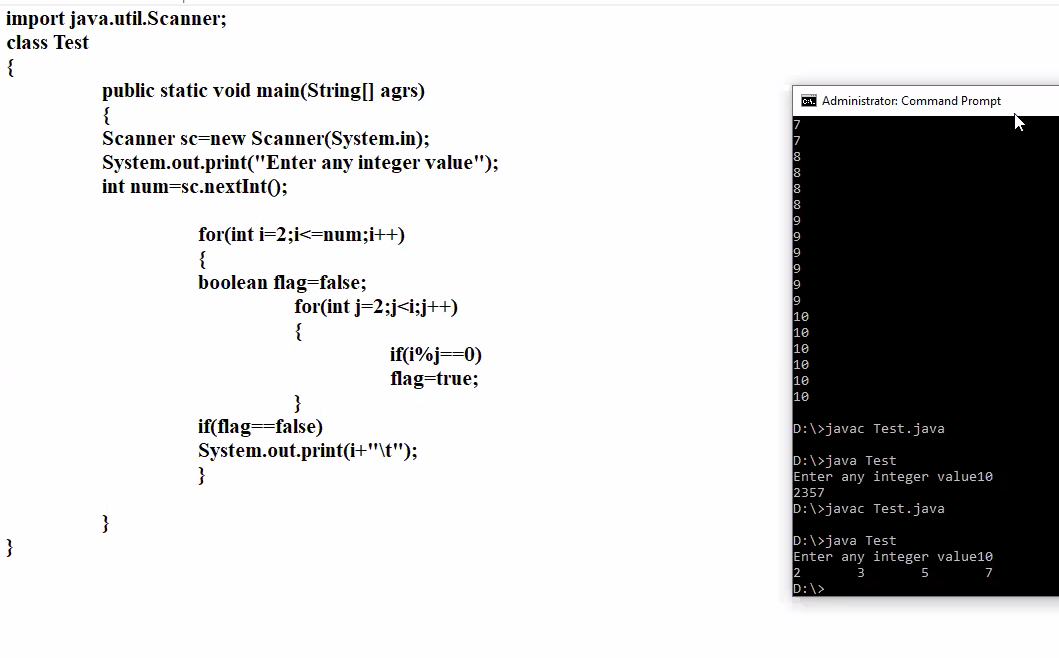 import java.util.Scanner;
class Test
{
public static void main(String[] agrs)
{
Scanner sc=new Scanner(System.in);
System.out.print("Enter any integer value");
int num=sc.nextInt();
for(int i=2;i<=num;i++)
{
boolean flag=false;
for(int j=2;j<i;j++)
{
if(i%j==0)
flag=true;
}
if(flag==false)
System.out.print(i+"\t");
}
}
}
Administrator: Command Prompt
7
7
8
8
8
8
9
9
9
9
9
9
10
10
10
10
10
10
D:\>javac Test.java
D:\>java Test
Enter any integer value10
2357
D:\>javac Test.java
D:\>java Test
Enter any integer value10
2 3 5 7
D:\>